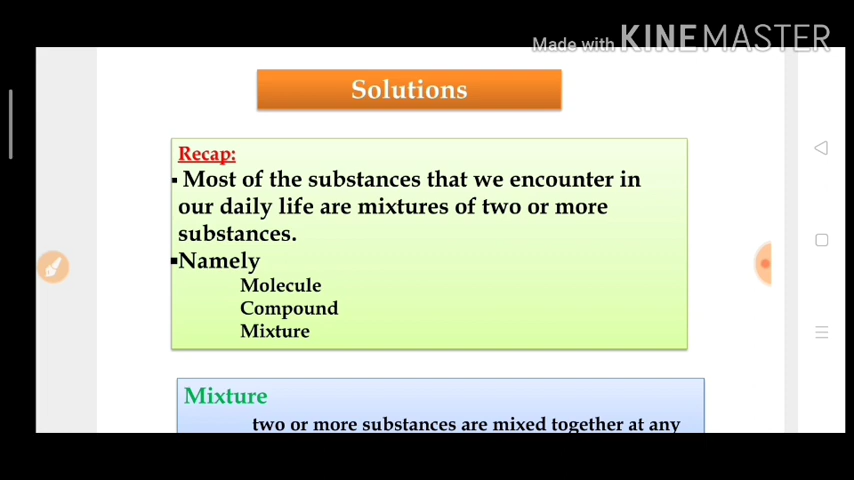 Made with KINEMASTER
Solutions
Recap:
▪ Most of the substances that we encounter in
our daily life are mixtures of two or more
substances.
▪Namely
Molecule
Compound
Mixture
Mixture
two or more substances are mixed together at any